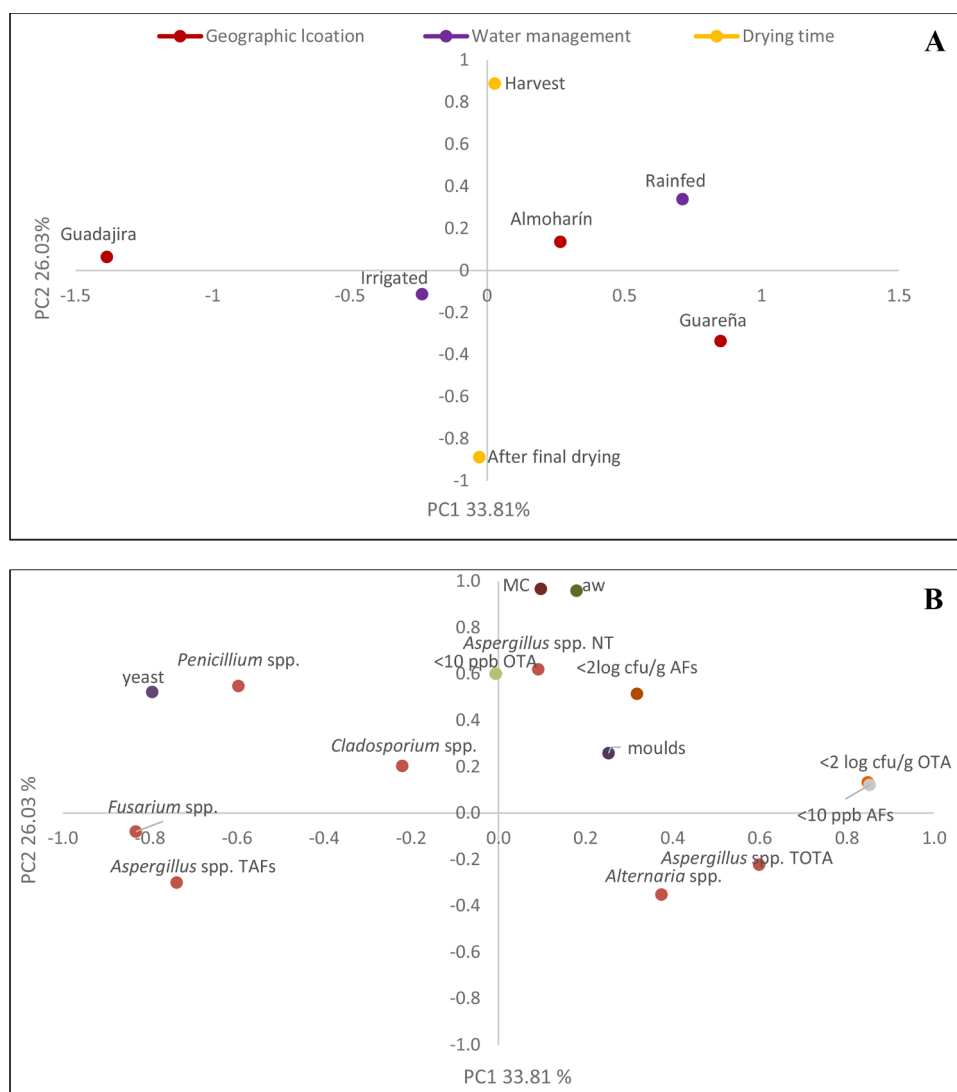 Geographic lcoation Water management Drying time
A
1
Harvest
0.8
0.6
0.4
Rainfed
Almoharín
0.2
Guadajira
PC2 26.03%
0
Irrigated
-1.5 -1 -0.5 0 0.5 1 1.5
-0.2
Guareña
-0.4
-0.6
-0.8
After final drying
-1
PC1 33.81%
B
1.0
MC aw
0.8
Aspergillus spp. NT
Penicillium spp.
<10 ppb OTA
<2log cfu/g AFs
yeast
0.6
0.4
Cladosporium spp.
moulds
0.2
<2 log cfu/g OTA
PC2 26.03 %
Fusarium spp.
0.0
<10 ppb AFs
-1.0 -0.8 -0.6 -0.4 -0.2 0.0 0.2 0.4 0.6 0.8 1.0
Aspergillus spp. TAFs
-0.2
Aspergillus spp. TOTA
Alternaria spp.
-0.4
-0.6
-0.8
-1.0
PC1 33.81 %